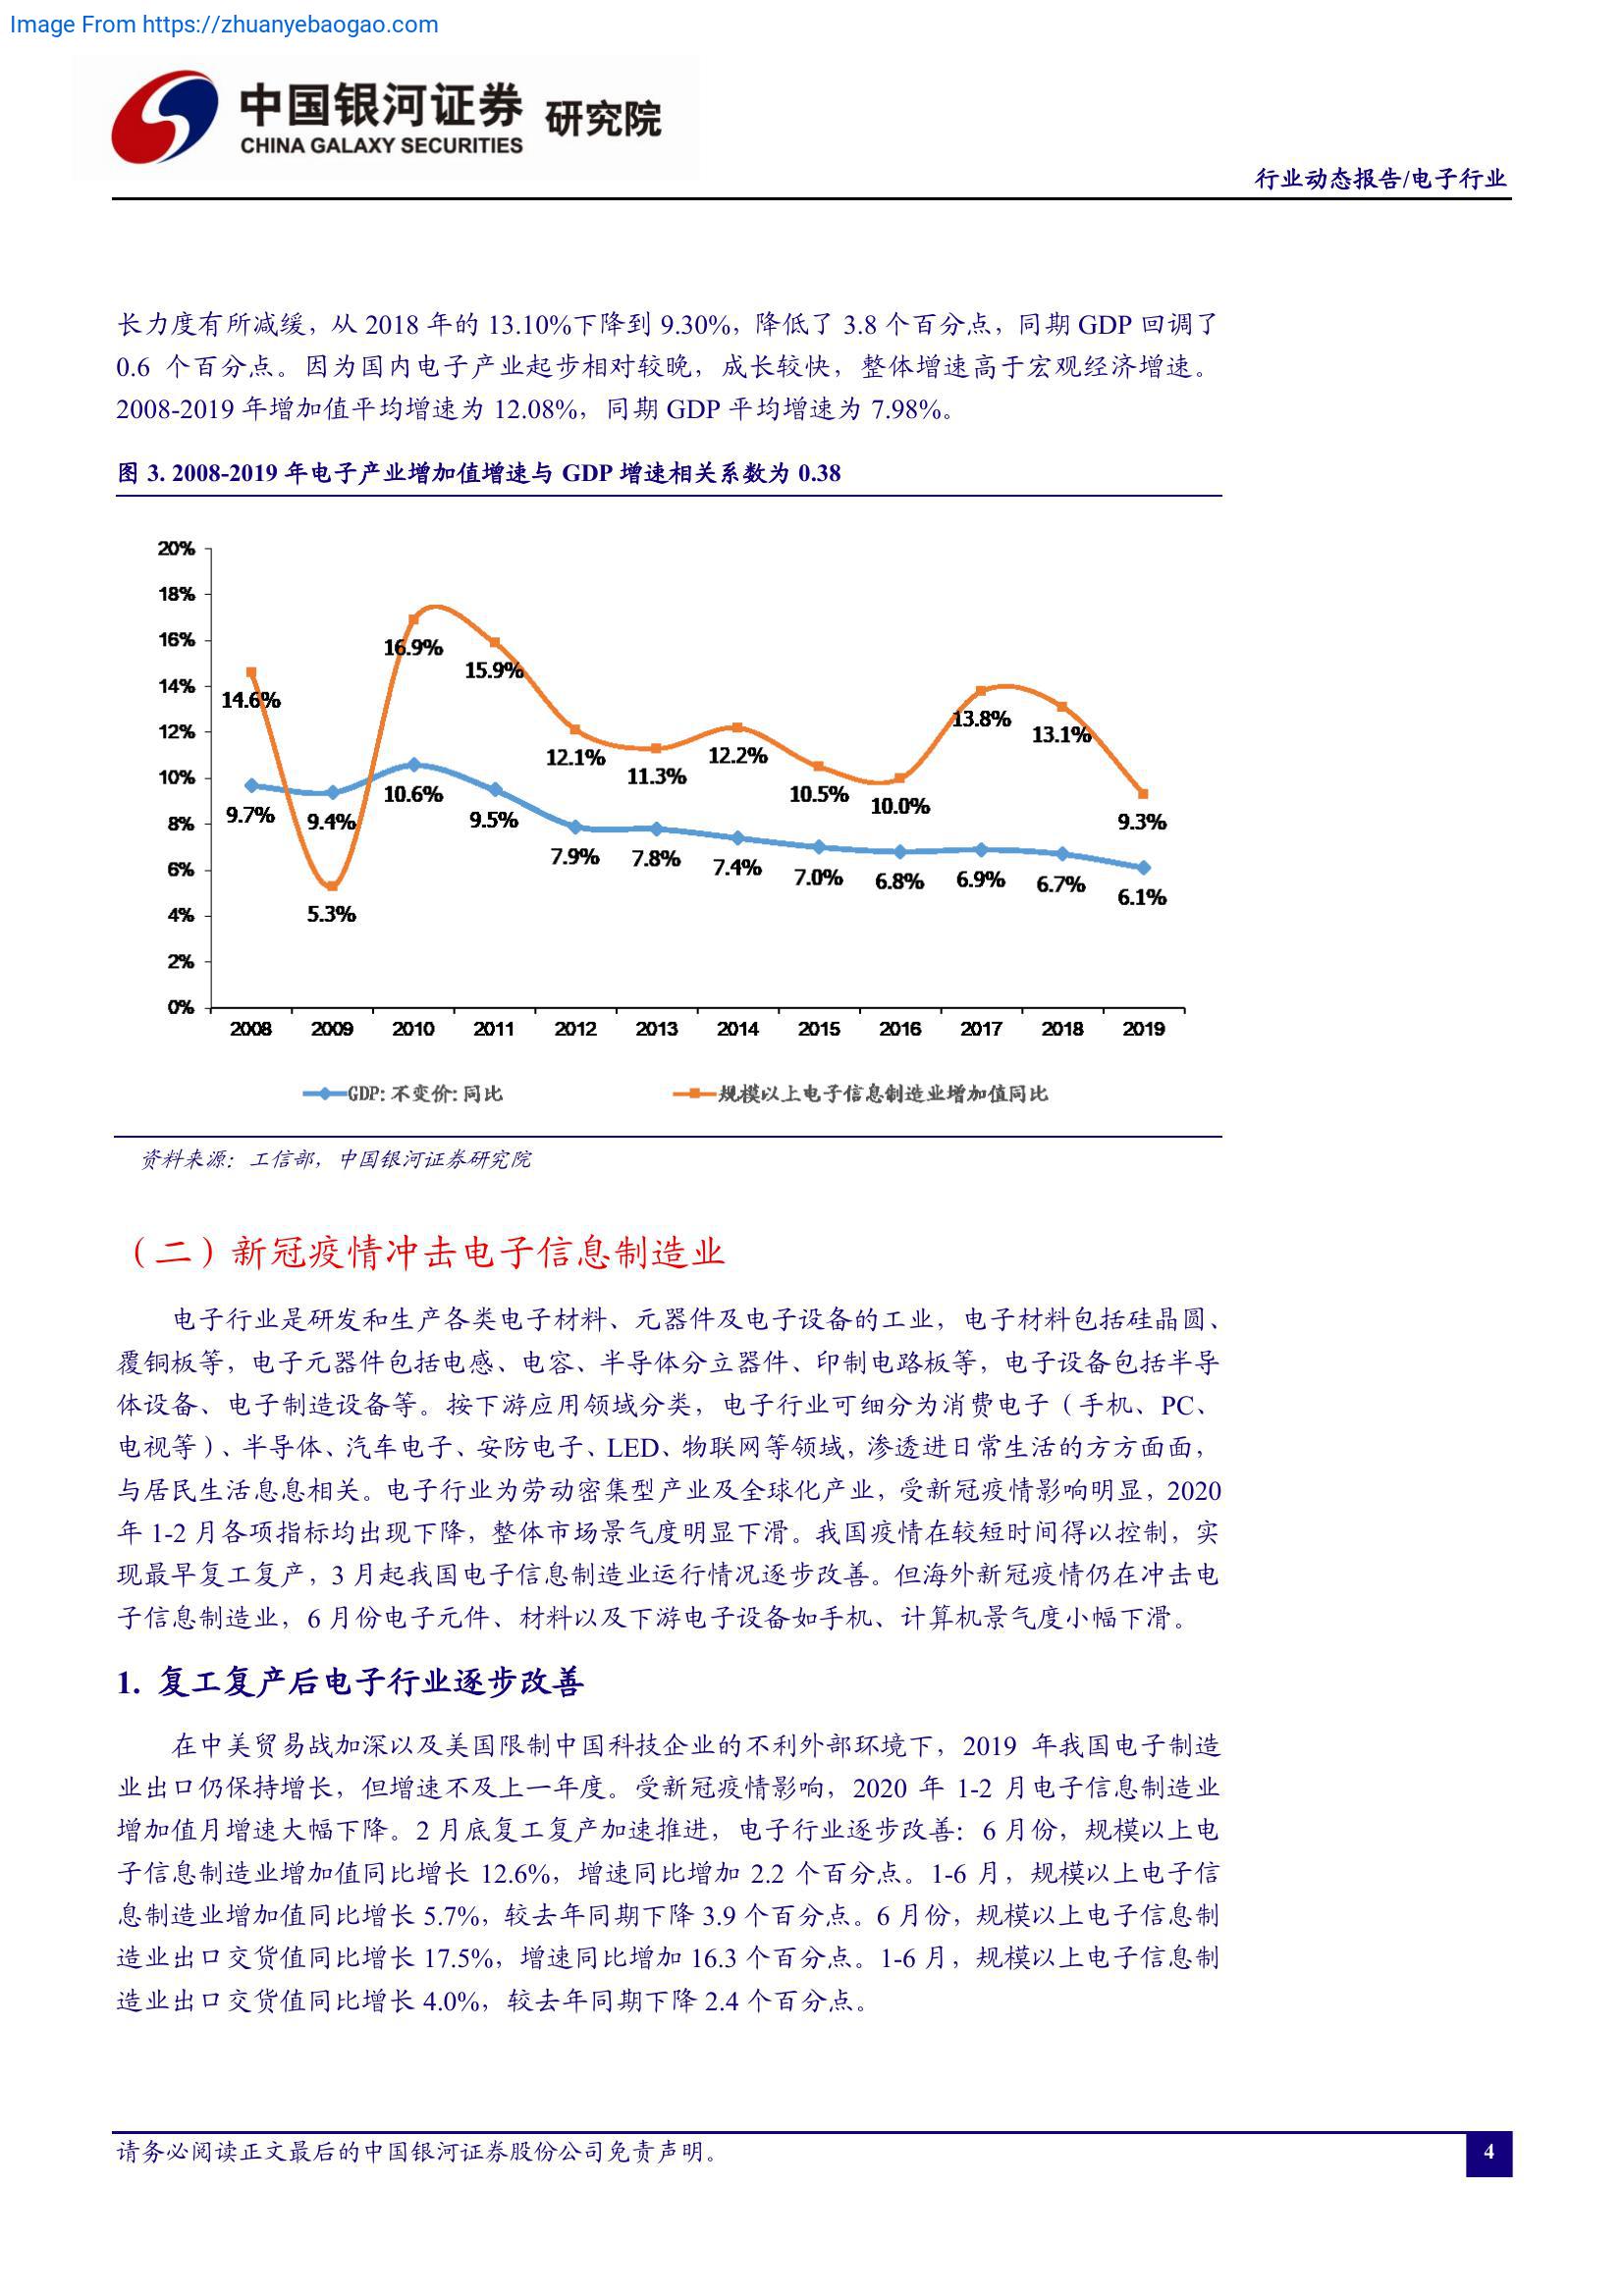 Image From https://zhuanyebaogao.com
中国银河证券 研究院
CHINA GALAXY SECURITIES
行业动态报告/电子行业
长力度有所减缓，从 2018 年的 13.10%下降到 9.30%，降低了 3.8 个百分点，同期 GDP 回调了
0.6 个百分点。因为国内电子产业起步相对较晚，成长较快，整体增速高于宏观经济增速。
2008-2019 年增加值平均增速为 12.08%，同期 GDP 平均增速为 7.98%。
图 3. 2008-2019 年电子产业增加值增速与 GDP 增速相关系数为 0.38
20%
18%
16%
14%
12%
10%
8%
6%
4%
2%
0%
14.6% 5.3% 16.9% 15.9% 12.1% 11.3% 12.2% 10.5% 10.0% 13.8% 13.1% 9.3%
9.7% 9.4% 10.6% 9.5% 7.9% 7.8% 7.4% 7.0% 6.8% 6.9% 6.7% 6.1%
2008 2009 2010 2011 2012 2013 2014 2015 2016 2017 2018 2019
GDP:不变价:同比 规模以上电子信息制造业增加值同比
资料来源：工信部，中国银河证券研究院
（二）新冠疫情冲击电子信息制造业
电子行业是研发和生产各类电子材料、元器件及电子设备的工业，电子材料包括硅晶圆、
覆铜板等，电子元器件包括电感、电容、半导体分立器件、印制电路板等，电子设备包括半导
体设备、电子制造设备等。按下游应用领域分类，电子行业可细分为消费电子（手机、PC、
电视等）、半导体、汽车电子、安防电子、LED、物联网等领域，渗透进日常生活的方方面面，
与居民生活息息相关。电子行业为劳动密集型产业及全球化产业，受新冠疫情影响明显，2020
年 1-2 月各项指标均出现下降，整体市场景气度明显下滑。我国疫情在较短时间得以控制，实
现最早复工复产，3 月起我国电子信息制造业运行情况逐步改善。但海外新冠疫情仍在冲击电
子信息制造业，6 月份电子元件、材料以及下游电子设备如手机、计算机景气度小幅下滑。
1. 复工复产后电子行业逐步改善
在中美贸易战加深以及美国限制中国科技企业的不利外部环境下，2019 年我国电子制造
业出口仍保持增长，但增速不及上一年度。受新冠疫情影响，2020 年 1-2 月电子信息制造业
增加值月增速大幅下降。2 月底复工复产加速推进，电子行业逐步改善：6 月份，规模以上电
子信息制造业增加值同比增长 12.6%，增速同比增加 2.2 个百分点。1-6 月，规模以上电子信
息制造业增加值同比增长 5.7%，较去年同期下降 3.9 个百分点。6 月份，规模以上电子信息制
造业出口交货值同比增长 17.5%，增速同比增加 16.3 个百分点。1-6 月，规模以上电子信息制
造业出口交货值同比增长 4.0%，较去年同期下降 2.4 个百分点。
请务必阅读正文最后的中国银河证券股份公司免责声明。
4